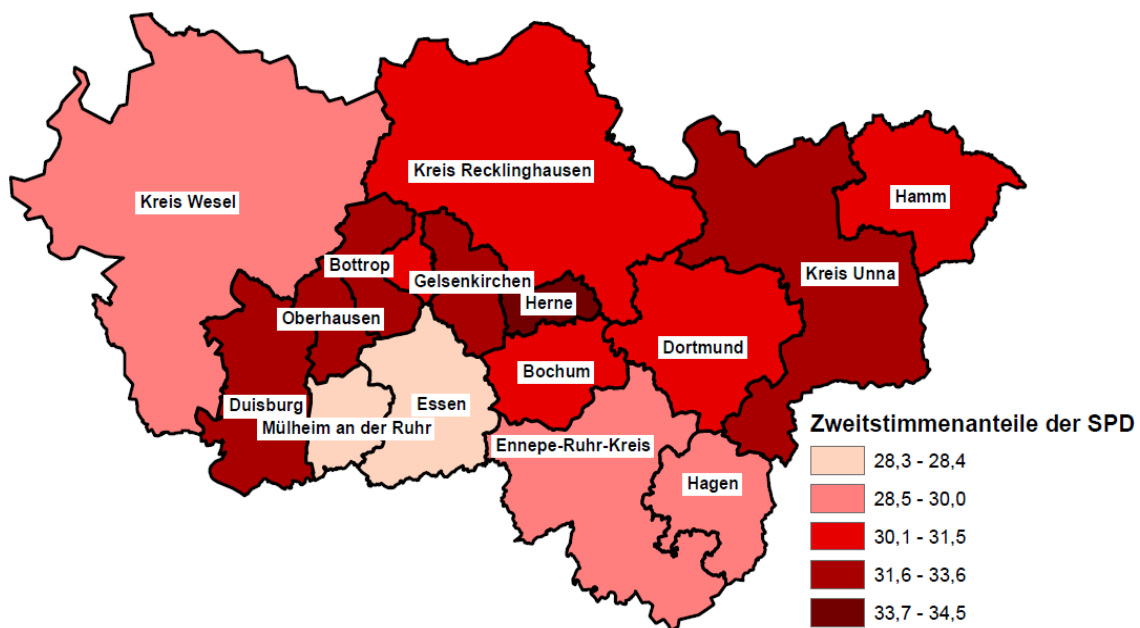 Kreis Recklinghausen
Kreis Wesel
Hamm
Bottrop
Kreis Unna
Gelsenkirchen
Herne
Oberhausen
Dortmund
Bochum
Duisburg
Essen
Mülheim an der Ruhr
Ennepe-Ruhr-Kreis
Hagen
Zweitstimmenanteile der SPD
28,3 - 28,4
28,5 - 30,0
30,1 - 31,5
31,6 - 33,6
33,7 - 34,5